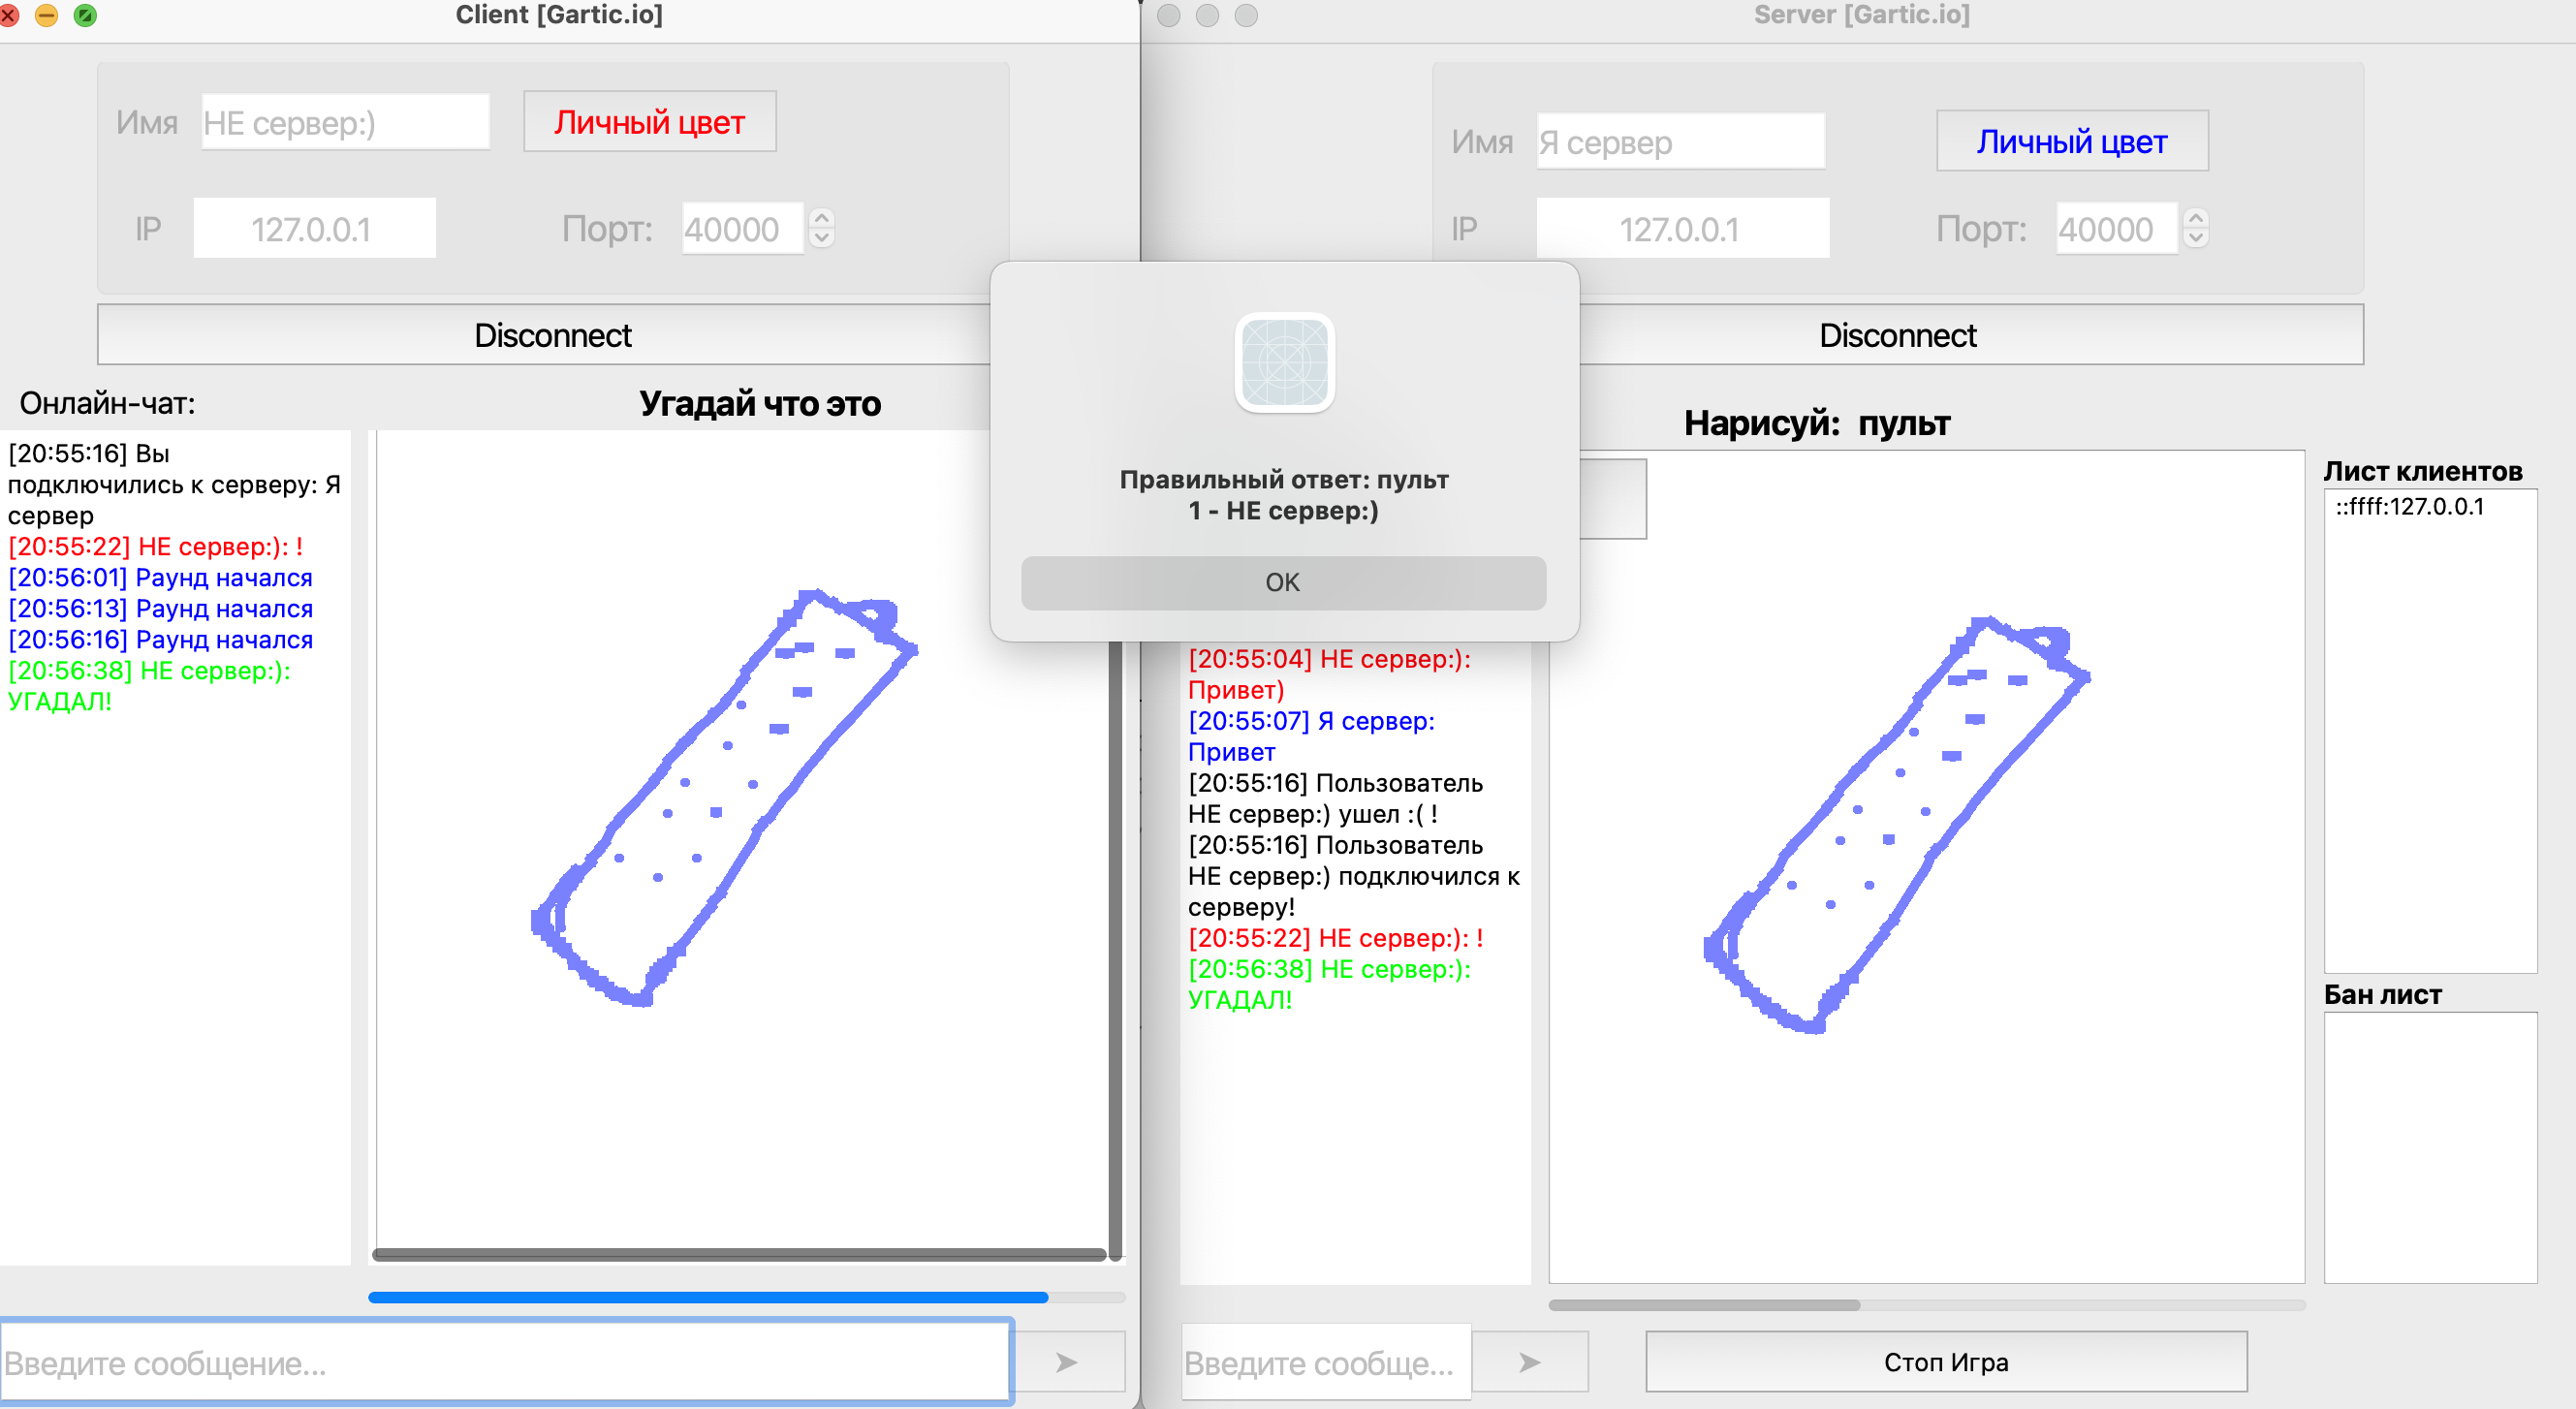 Client [Gartic.io]
Имя
НЕ сервер:)
Личный цвет
IP
127.0.0.1
Порт:
40000
Disconnect
Онлайн-чат:
Угадай что это
[20:55:16] Вы
подключились к серверу: Я
сервер
[20:55:22] НЕ сервер:): !
[20:56:01] Раунд начался
[20:56:13] Раунд начался
[20:56:16] Раунд начался
[20:56:38] НЕ сервер:):
УГАДАЛ!
Введите сообщение...
Правильный ответ: пульт
1 - НЕ сервер:)
OK
Server [Gartic.io]
Имя
Я сервер
Личный цвет
IP
127.0.0.1
Порт:
40000
Disconnect
Нарисуй: пульт
[20:55:04] НЕ сервер:):
Привет)
[20:55:07] Я сервер:
Привет
[20:55:16] Пользователь
НЕ сервер:) ушел :( !
[20:55:16] Пользователь
НЕ сервер:) подключился к
серверу!
[20:55:22] НЕ сервер:): !
[20:56:38] НЕ сервер:):
УГАДАЛ!
Лист клиентов
::ffff:127.0.0.1
Бан лист
Введите сообще...
Стоп Игра